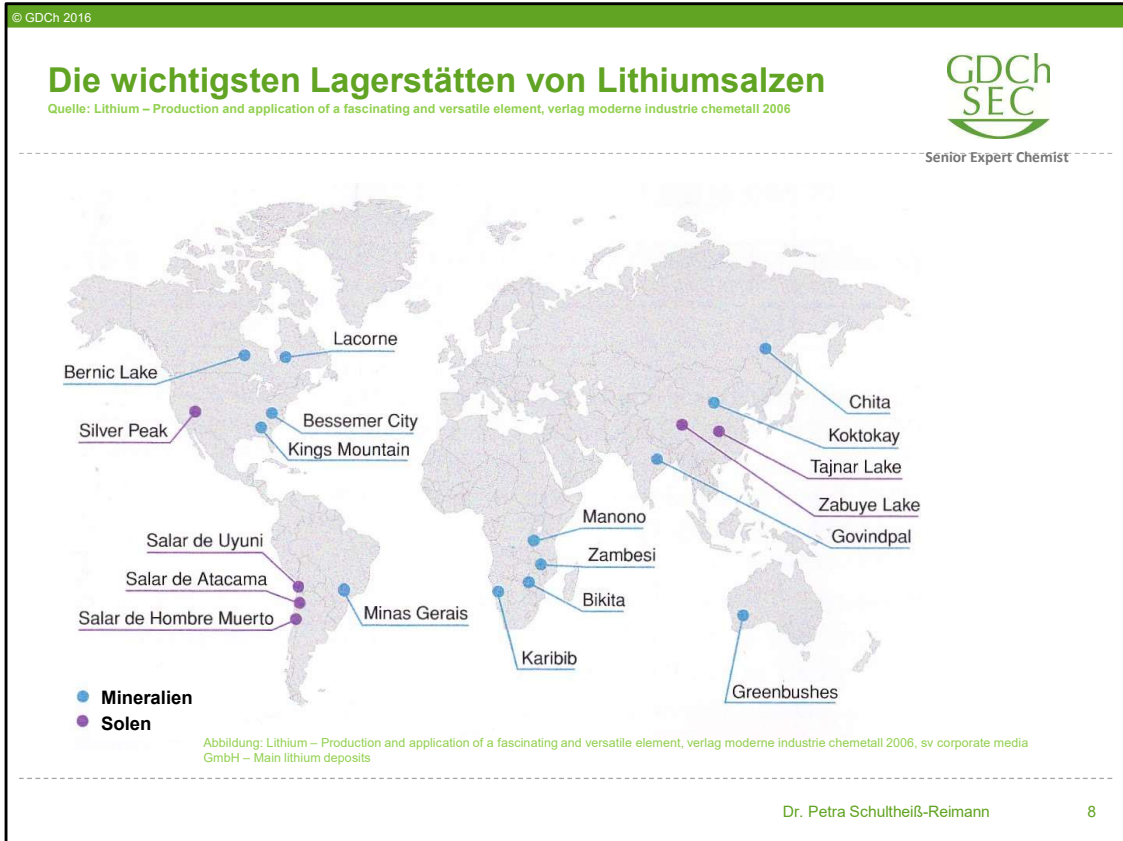 © GDCh 2016
Die wichtigsten Lagerstätten von Lithiumsalzen
Quelle: Lithium – Production and application of a fascinating and versatile element, verlag moderne industrie chemetall 2006
GDCh
SEC
Senior Expert Chemist
Lacorne
Bernic Lake
Silver Peak
Bessemer City
Kings Mountain
Chita
Koktokay
Tajnar Lake
Zabuye Lake
Govindpal
Manono
Zambesi
Bikita
Karibib
Salar de Uyuni
Salar de Atacama
Salar de Hombre Muerto
Minas Gerais
Greenbushes
Mineralien
Solen
Abbildung: Lithium – Production and application of a fascinating and versatile element, verlag moderne industrie chemetall 2006, sv corporate media
GmbH – Main lithium deposits
Dr. Petra Schultheiß-Reimann
8